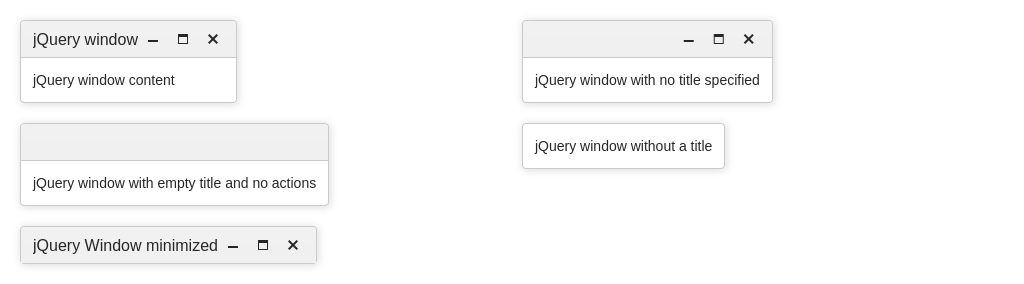 jQuery window
jQuery window content
jQuery window with no title specified
jQuery window with empty title and no actions
jQuery window without a title
jQuery Window minimized